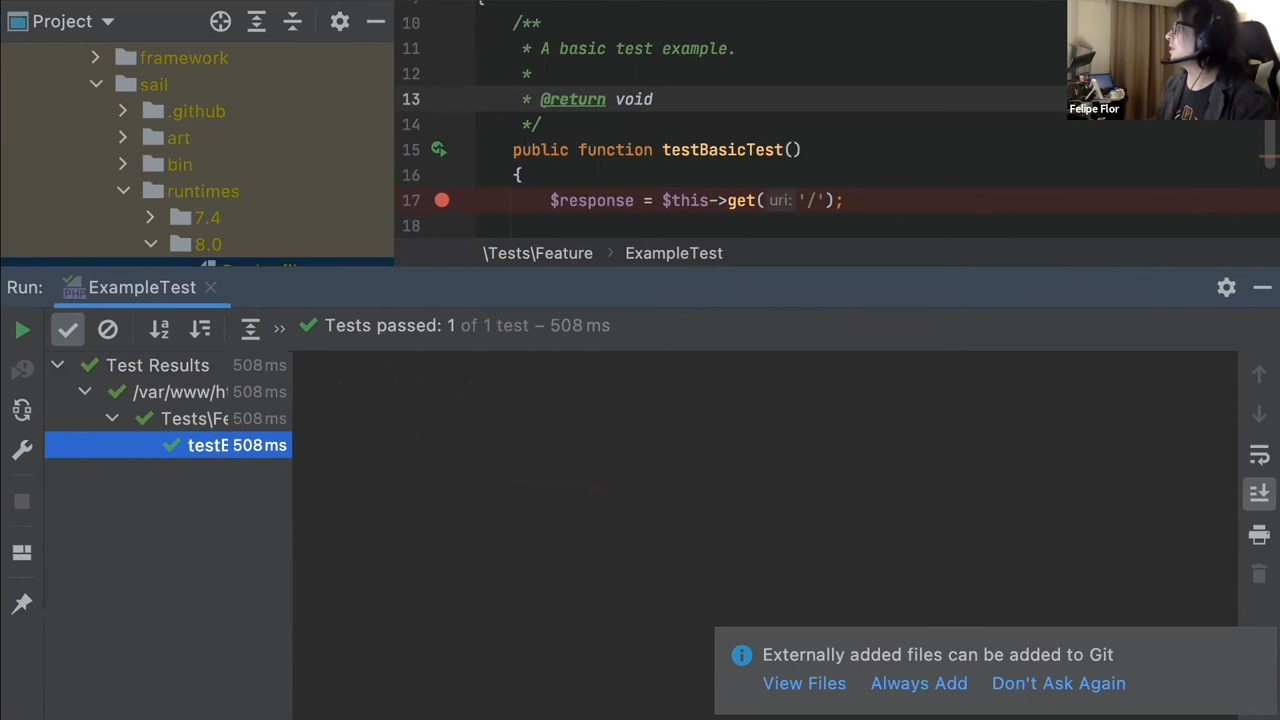 Project
framework
sail
.github
art
bin
runtimes
7.4
8.0
10 /**
11 * A basic test example.
12 *
13 * @return void
14 */
15 public function testBasicTest()
16 {
17 $response = $this->get( uri: '/');
18
\Tests\Feature > ExampleTest
Felipe Flor
Run: PHP ExampleTest
Tests passed: 1 of 1 test – 508 ms
Test Results 508 ms
/var/www/h 508 ms
Tests\Fe 508 ms
testB 508 ms
Externally added files can be added to Git
View Files Always Add Don't Ask Again